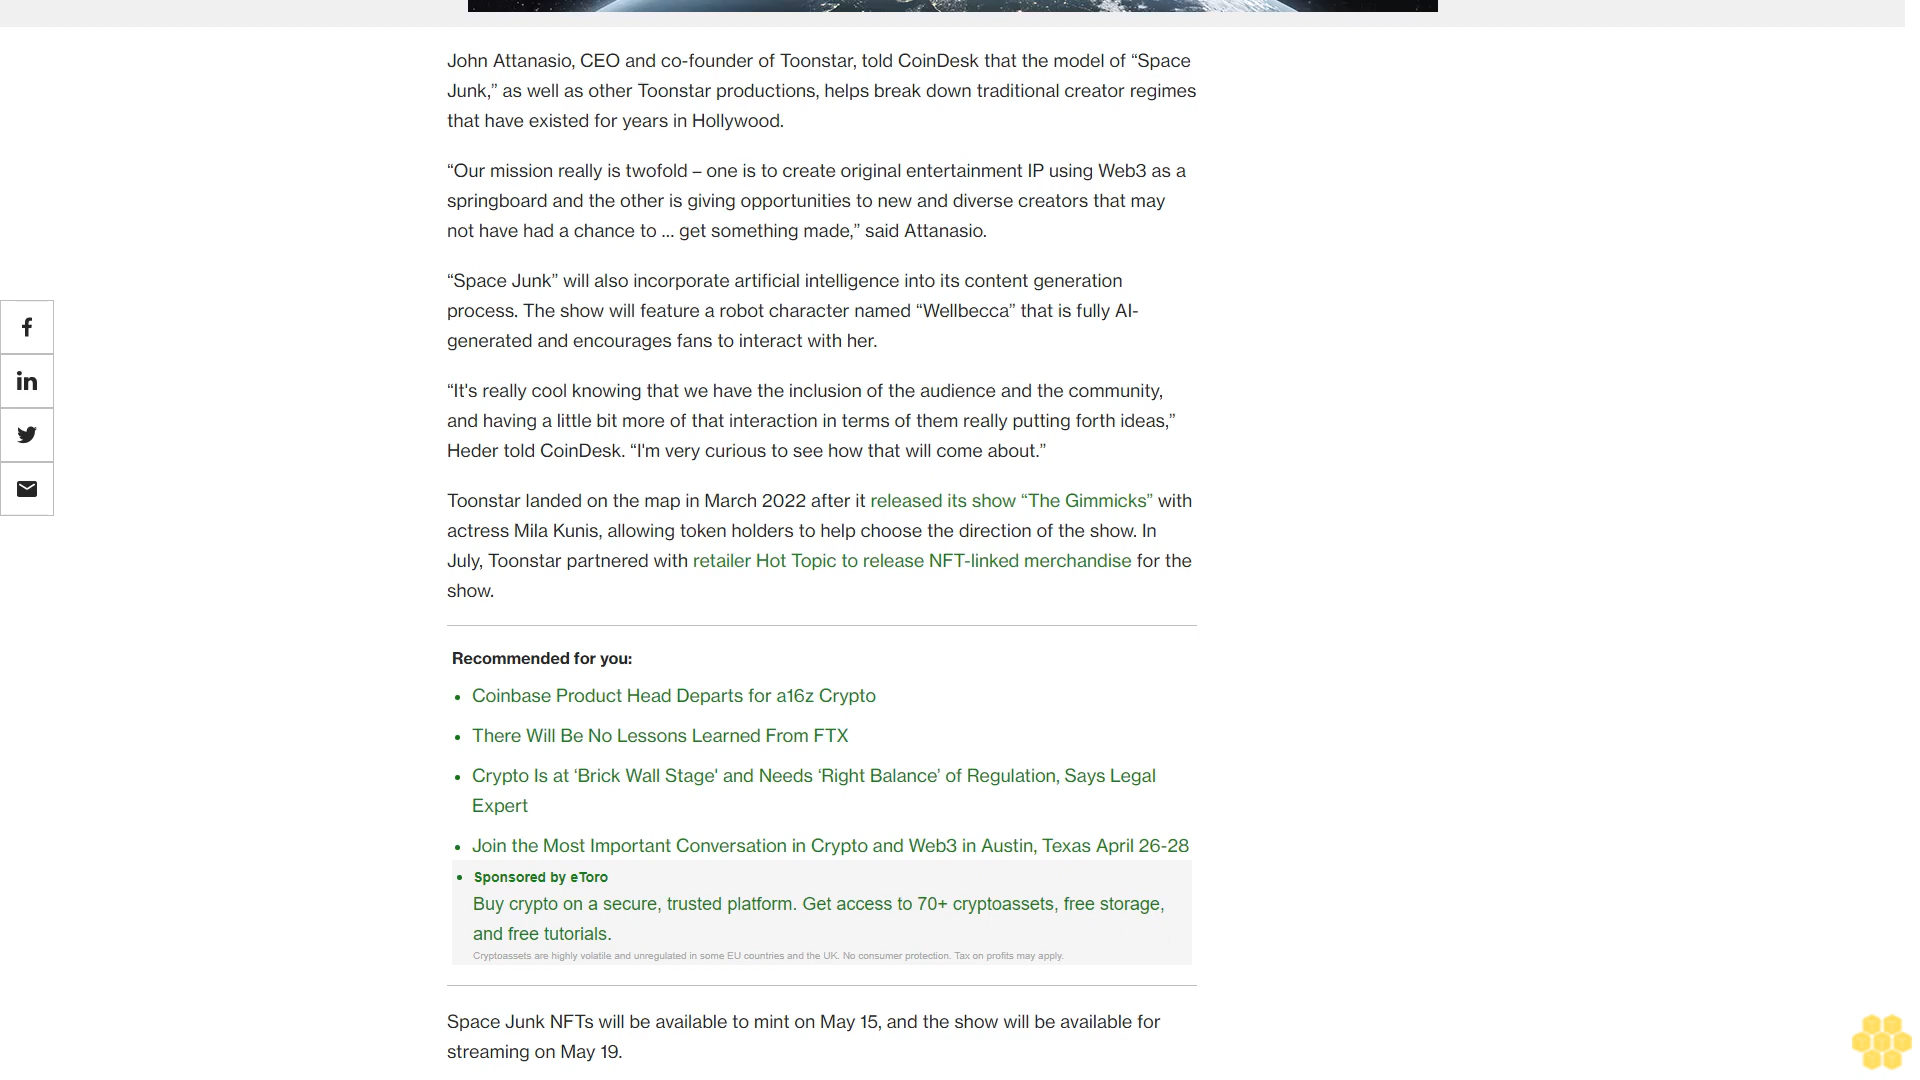 John Attanasio, CEO and co-founder of Toonstar, told CoinDesk that the model of “Space
Junk,” as well as other Toonstar productions, helps break down traditional creator regimes
that have existed for years in Hollywood.
“Our mission really is twofold – one is to create original entertainment IP using Web3 as a
springboard and the other is giving opportunities to new and diverse creators that may
not have had a chance to ... get something made,” said Attanasio.
“Space Junk” will also incorporate artificial intelligence into its content generation
process. The show will feature a robot character named “Wellbecca” that is fully AI-
generated and encourages fans to interact with her.
“It's really cool knowing that we have the inclusion of the audience and the community,
and having a little bit more of that interaction in terms of them really putting forth ideas,”
Heder told CoinDesk. “I'm very curious to see how that will come about.”
Toonstar landed on the map in March 2022 after it released its show “The Gimmicks” with
actress Mila Kunis, allowing token holders to help choose the direction of the show. In
July, Toonstar partnered with retailer Hot Topic to release NFT-linked merchandise for the
show.
Recommended for you:
• Coinbase Product Head Departs for a16z Crypto
• There Will Be No Lessons Learned From FTX
• Crypto Is at ‘Brick Wall Stage' and Needs ‘Right Balance’ of Regulation, Says Legal
Expert
• Join the Most Important Conversation in Crypto and Web3 in Austin, Texas April 26-28
• Sponsored by eToro
Buy crypto on a secure, trusted platform. Get access to 70+ cryptoassets, free storage,
and free tutorials.
Cryptoassets are highly volatile and unregulated in some EU countries and the UK. No consumer protection. Tax on profits may apply.
Space Junk NFTs will be available to mint on May 15, and the show will be available for
streaming on May 19.